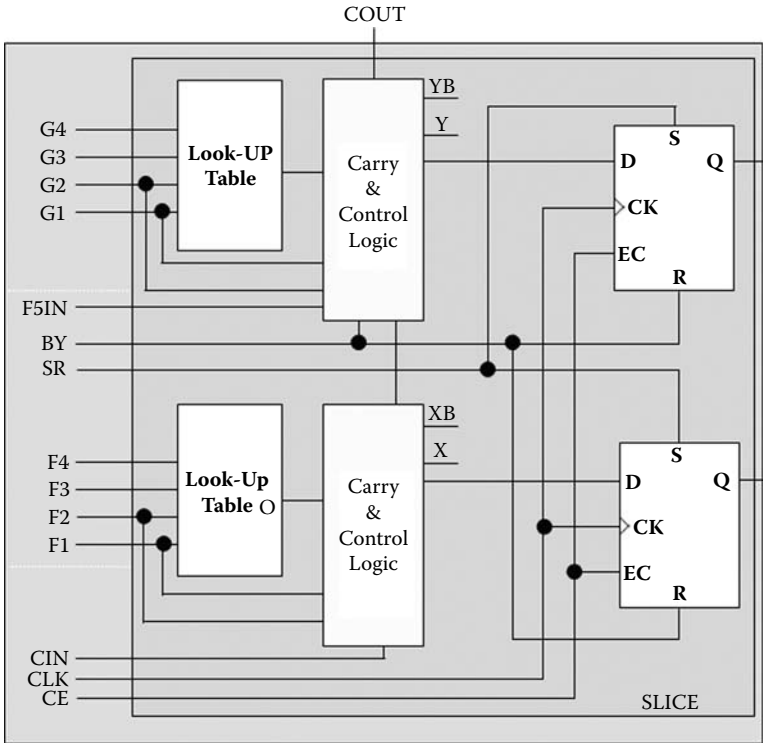 COUT
G4
G3
G2
G1
Look-UP
Table
Carry
&
Control
Logic
YB
Y
S
D
Q
CK
EC
R
F5IN
BY
SR
F4
F3
F2
F1
Look-Up
Table O
Carry
&
Control
Logic
XB
X
S
D
Q
CK
EC
R
CIN
CLK
CE
SLICE